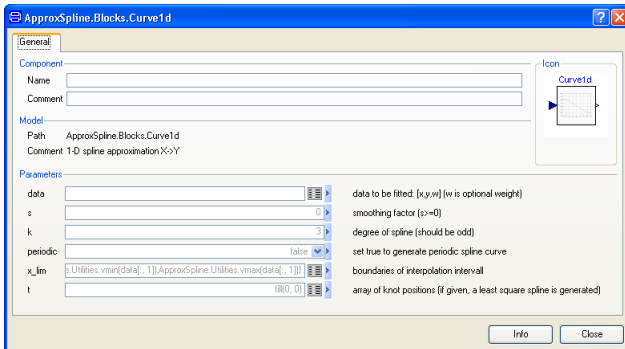 ApproxSpline.Blocks.Curve1d
General
Component
Icon
Name
Curve1d
Comment
Model
Path ApproxSpline.Blocks.Curve1d
Comment 1-D spline approximation X->Y
Parameters
data data to be fitted: [x,y,w] (w is optional weight)
s 0 smoothing factor (s>=0)
k 3 degree of spline (should be odd)
periodic false set true to generate periodic spline curve
x_lim e.Utilities.vmin(data[:, 1]),ApproxSpline.Utilities.vmax(data[:, 1])} boundaries of interpolation intervall
t fill(0, 0) array of knot positions (if given, a least square spline is generated)
Info Close